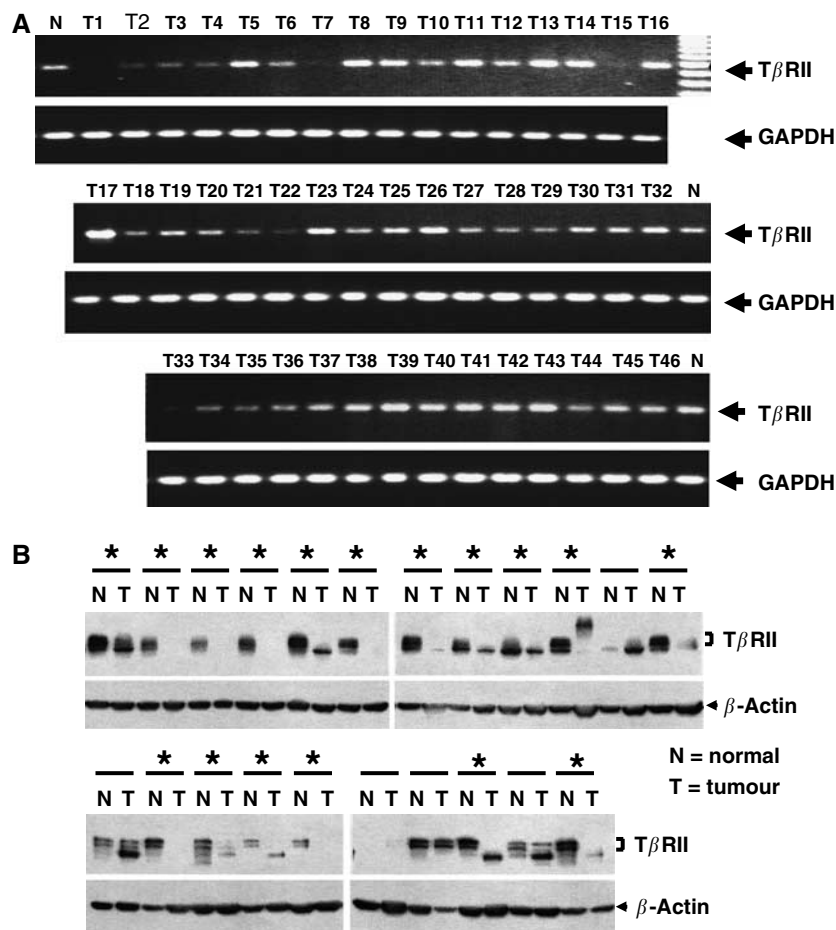 A
N T1 T2 T3 T4 T5 T6 T7 T8 T9 T10 T11 T12 T13 T14 T15 T16
TβRII
GAPDH
T17 T18 T19 T20 T21 T22 T23 T24 T25 T26 T27 T28 T29 T30 T31 T32 N
TβRII
GAPDH
T33 T34 T35 T36 T37 T38 T39 T40 T41 T42 T43 T44 T45 T46 N
TβRII
GAPDH
B
* * * * * * * * * * *
N T N T N T N T N T N T N T N T N T N T N T N T
TβRII
β-Actin
N = normal
T = tumour
* * * * * *
N T N T N T N T N T N T N T N T N T N T
TβRII
β-Actin